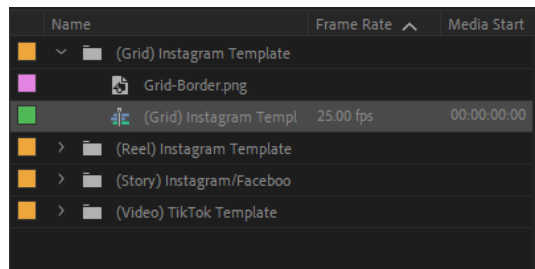 Name Frame Rate Media Start
(Grid) Instagram Template
Grid-Border.png
(Grid) Instagram Templ 25.00 fps 00:00:00:00
(Reel) Instagram Template
(Story) Instagram/Faceboo
(Video) TikTok Template